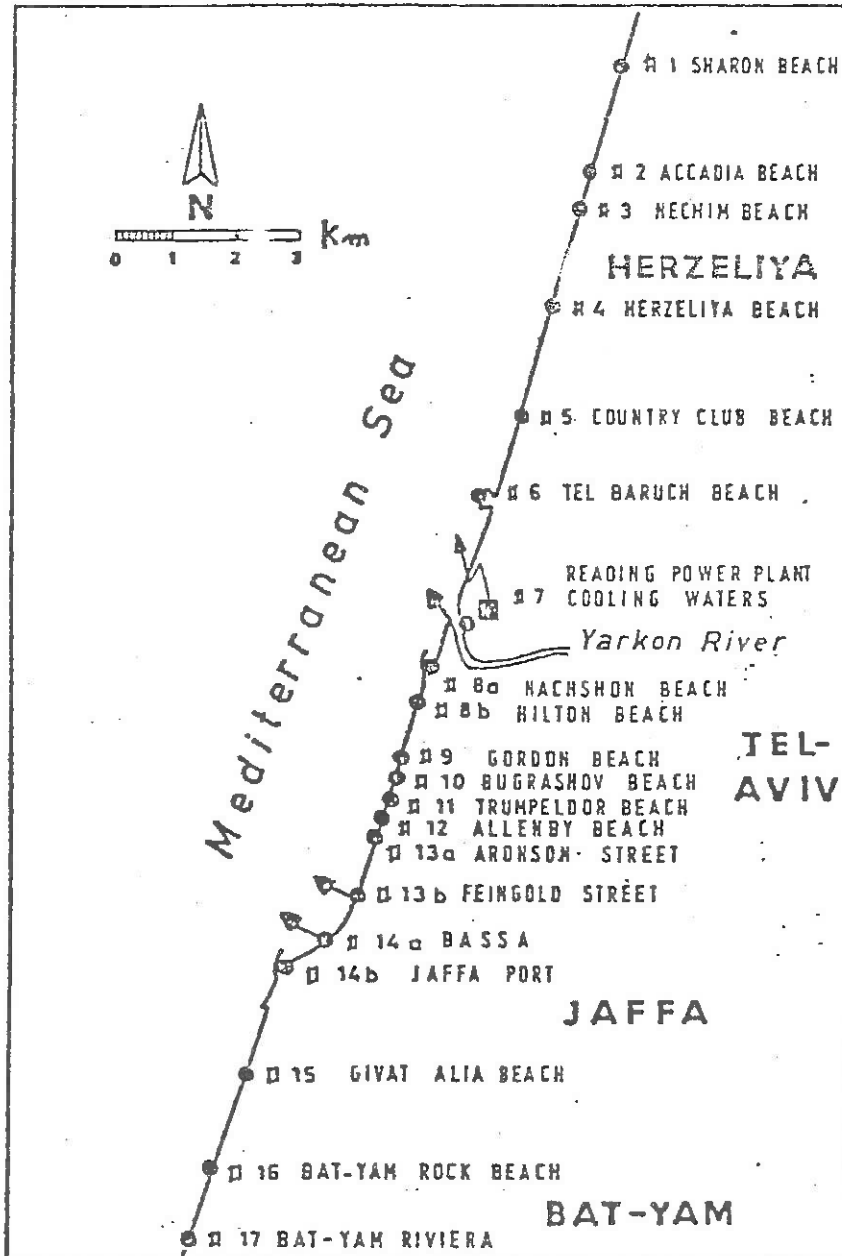 # 1 SHARON BEACH
# 2 ACCADIA BEACH
N
# 3 NECHIM BEACH
Km
0 1 2 3
HERZELIYA
# 4 HERZELIYA BEACH
Mediterranean Sea
# 5 COUNTRY CLUB BEACH
# 6 TEL BARUCH BEACH
READING POWER PLANT
# 7 COOLING WATERS
Yarkon River
# 8a NACHSHON BEACH
# 8b HILTON BEACH
TEL-
AVIV
# 9 GORDON BEACH
# 10 BUGRASHOV BEACH
# 11 TRUMPELDOR BEACH
# 12 ALLENBY BEACH
# 13a ARONSON STREET
# 13b FEINGOLD STREET
# 14a BASSA
# 14b JAFFA PORT
JAFFA
# 15 GIVAT ALIA BEACH
# 16 BAT-YAM ROCK BEACH
BAT-YAM
# 17 BAT-YAM RIVIERA